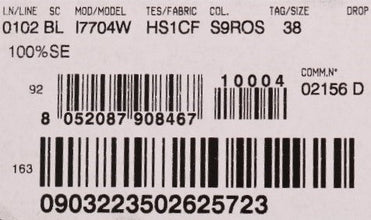 LN/LINE SC MOD/MODEL TES/FABRIC COL. TAG/SIZE DROP
0102 BL I7704W HS1CF S9ROS 38
100%SE
10004 COMM.N°
92 02156 D
8 052087 908467
163
0903223502625723